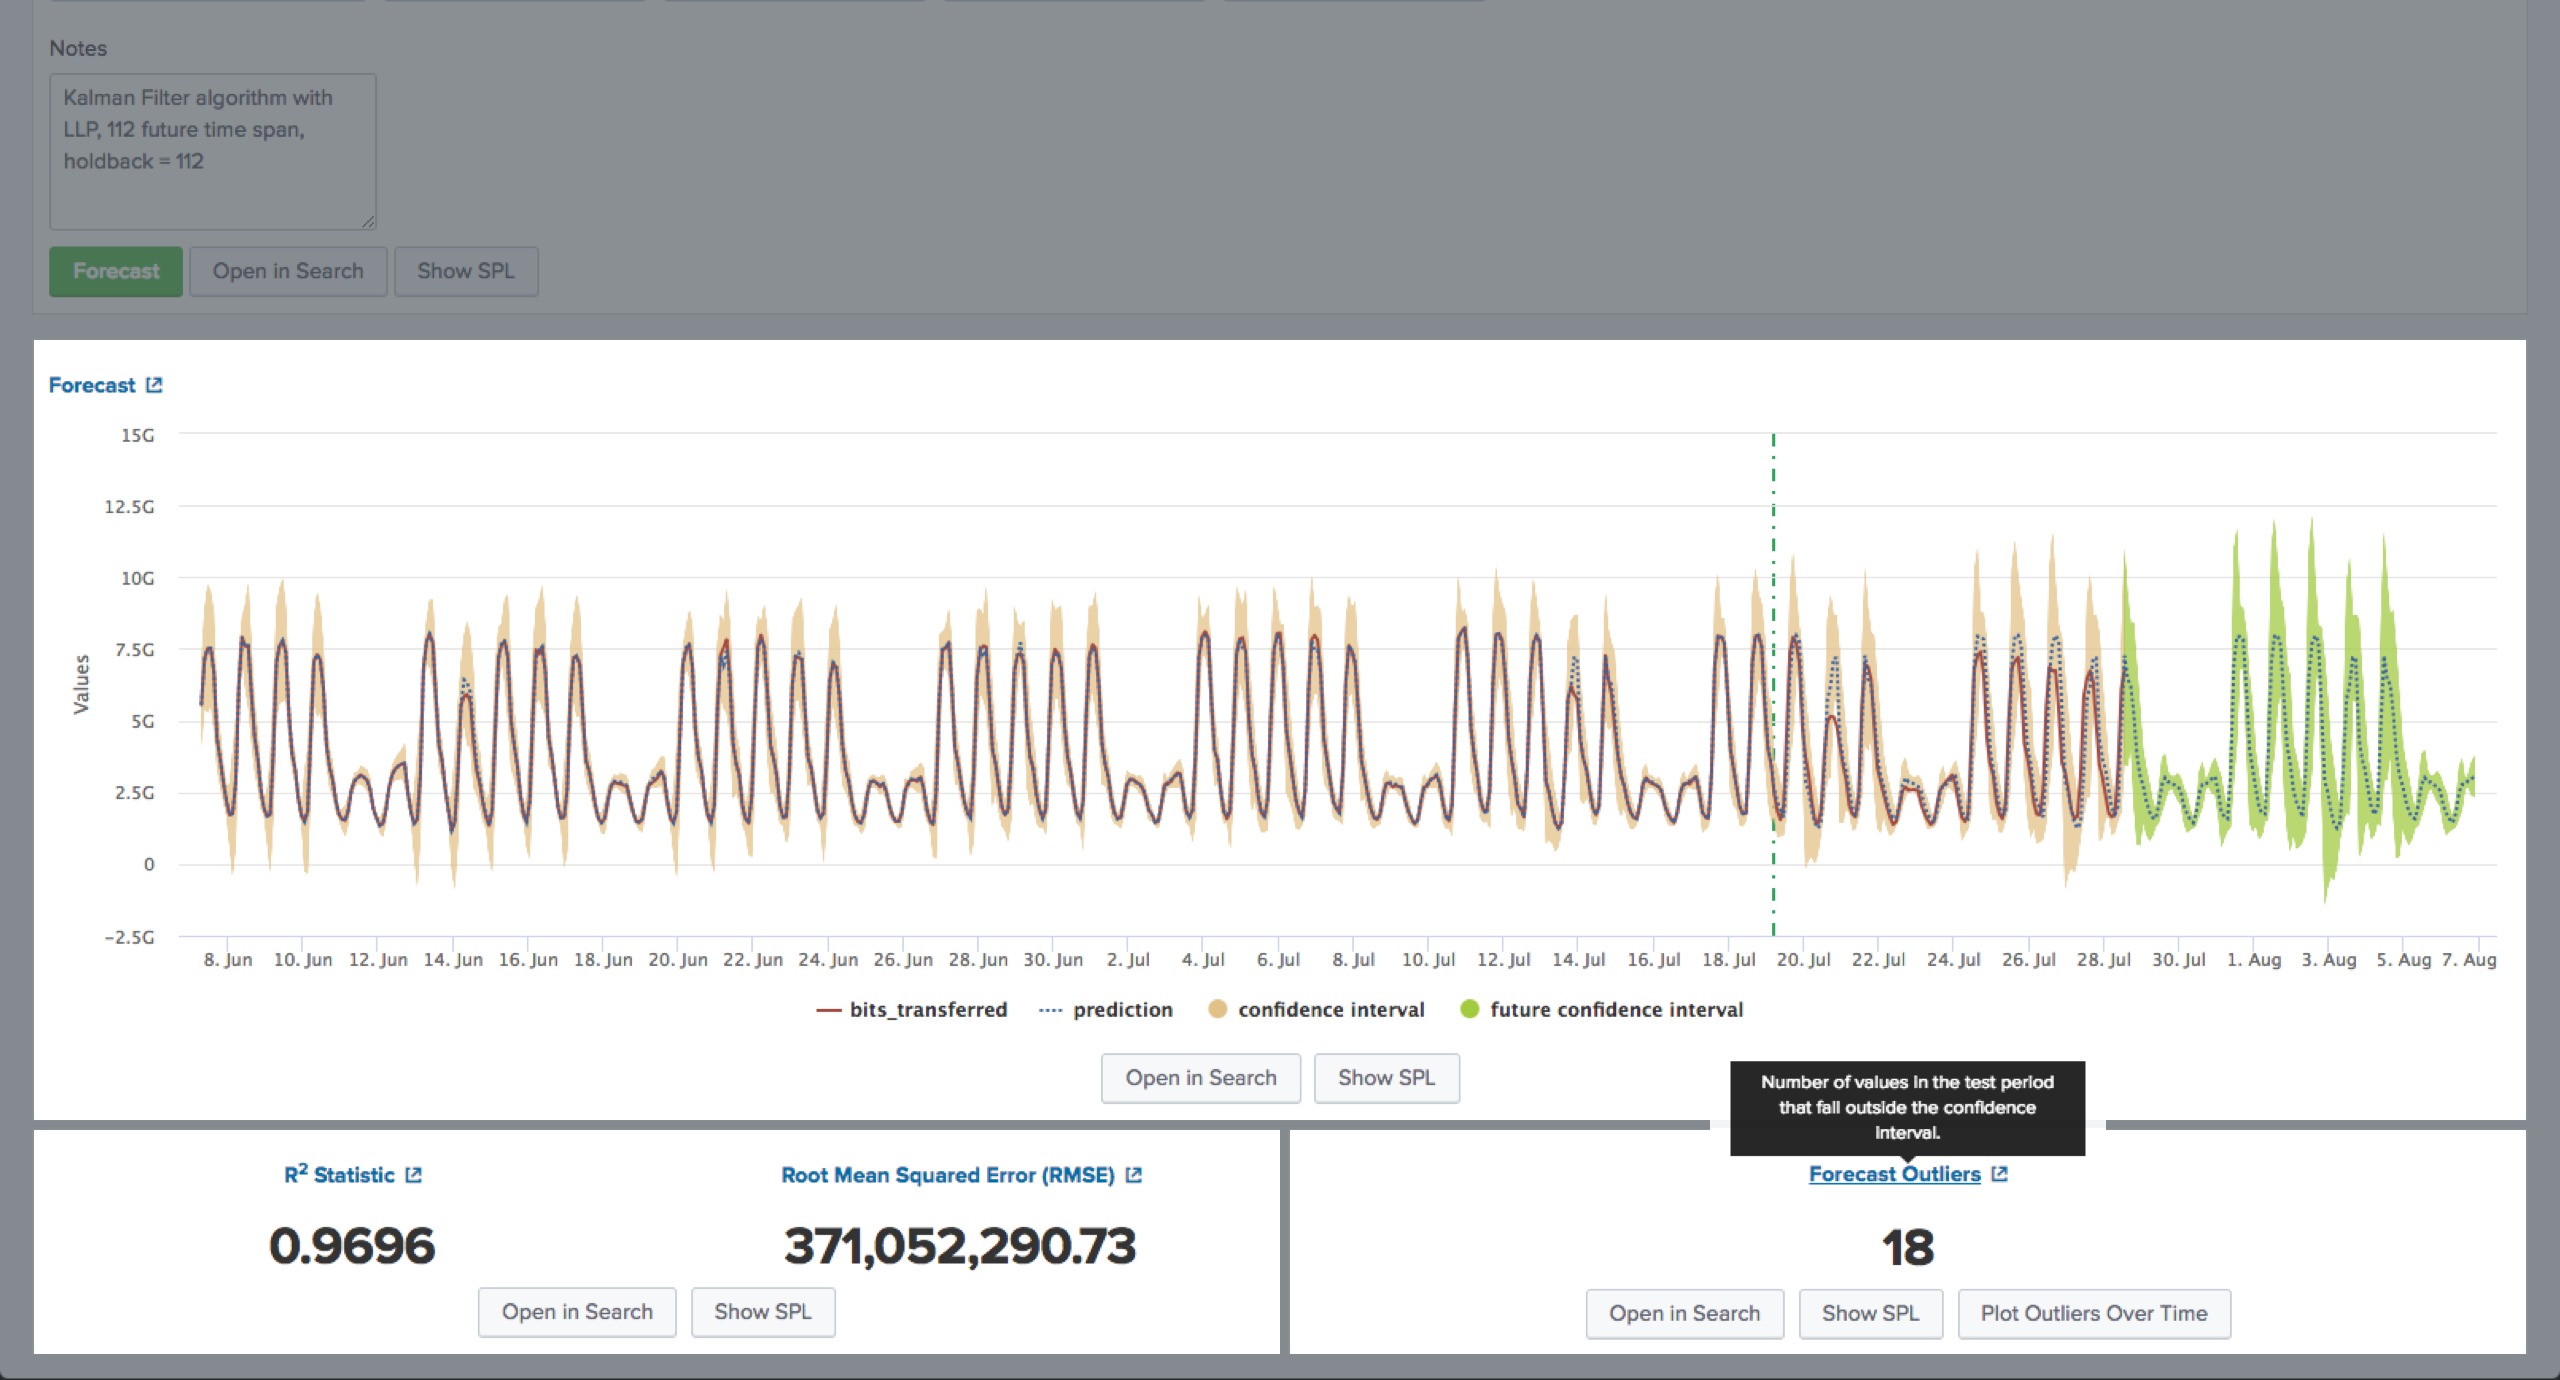 Notes
Kalman Filter algorithm with
LLP, 112 future time span,
holdback = 112
Forecast
Open in Search
Show SPL
Forecast
15G
12.5G
10G
7.5G
5G
2.5G
0
−2.5G
Values
8. Jun 10. Jun 12. Jun 14. Jun 16. Jun 18. Jun 20. Jun 22. Jun 24. Jun 26. Jun 28. Jun 30. Jun 2. Jul 4. Jul 6. Jul 8. Jul 10. Jul 12. Jul 14. Jul 16. Jul 18. Jul 20. Jul 22. Jul 24. Jul 26. Jul 28. Jul 30. Jul 1. Aug 3. Aug 5. Aug 7. Aug
bits_transferred prediction confidence interval future confidence interval
Open in Search
Show SPL
Number of values in the test period
that fall outside the confidence
interval.
R² Statistic
0.9696
Root Mean Squared Error (RMSE)
371,052,290.73
Open in Search
Show SPL
Forecast Outliers
18
Open in Search
Show SPL
Plot Outliers Over Time